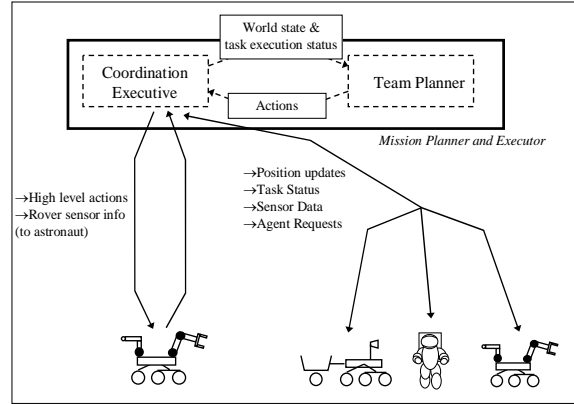 World state &
task execution status
Coordination
Executive
Team Planner
Actions
Mission Planner and Executor
→High level actions
→Rover sensor info
(to astronaut)
→Position updates
→Task Status
→Sensor Data
→Agent Requests